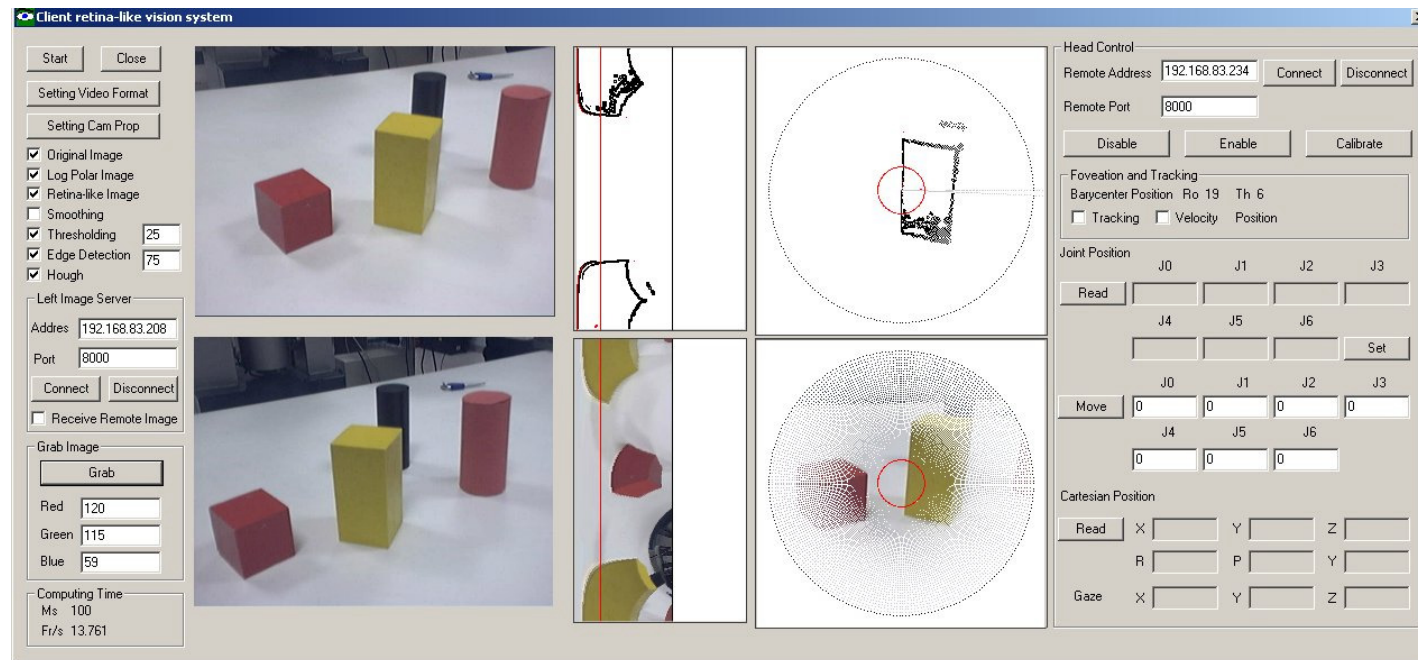 Client retina-like vision system
Start Close
Setting Video Format
Setting Cam Prop
Original Image
Log Polar Image
Retina-like Image
Smoothing
Thresholding 25
Edge Detection 75
Hough
Left Image Server
Addres 192.168.83.208
Port 8000
Connect Disconnect
Receive Remote Image
Grab Image
Grab
Red 120
Green 115
Blue 59
Computing Time
Ms 100
Fr/s 13.761
Head Control
Remote Address 192.168.83.234 Connect Disconnect
Remote Port 8000
Disable Enable Calibrate
Foveation and Tracking
Barycenter Position Ro 19 Th 6
Tracking Velocity Position
Joint Position
J0 J1 J2 J3
Read
J4 J5 J6
Set
J0 J1 J2 J3
Move 0 0 0 0
J4 J5 J6
0 0 0
Cartesian Position
Read X Y Z
R P Y
Gaze X Y Z